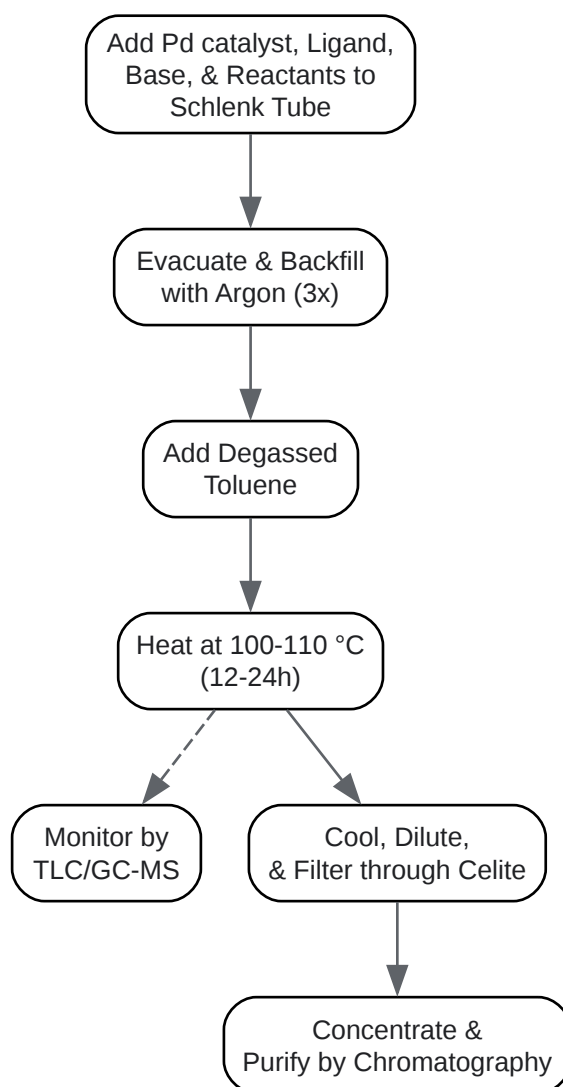 Add Pd catalyst, Ligand,
Base, & Reactants to
Schlenk Tube
Evacuate & Backfill
with Argon (3x)
Add Degassed
Toluene
Heat at 100-110 °C
(12-24h)
Monitor by
TLC/GC-MS
Cool, Dilute,
& Filter through Celite
Concentrate &
Purify by Chromatography